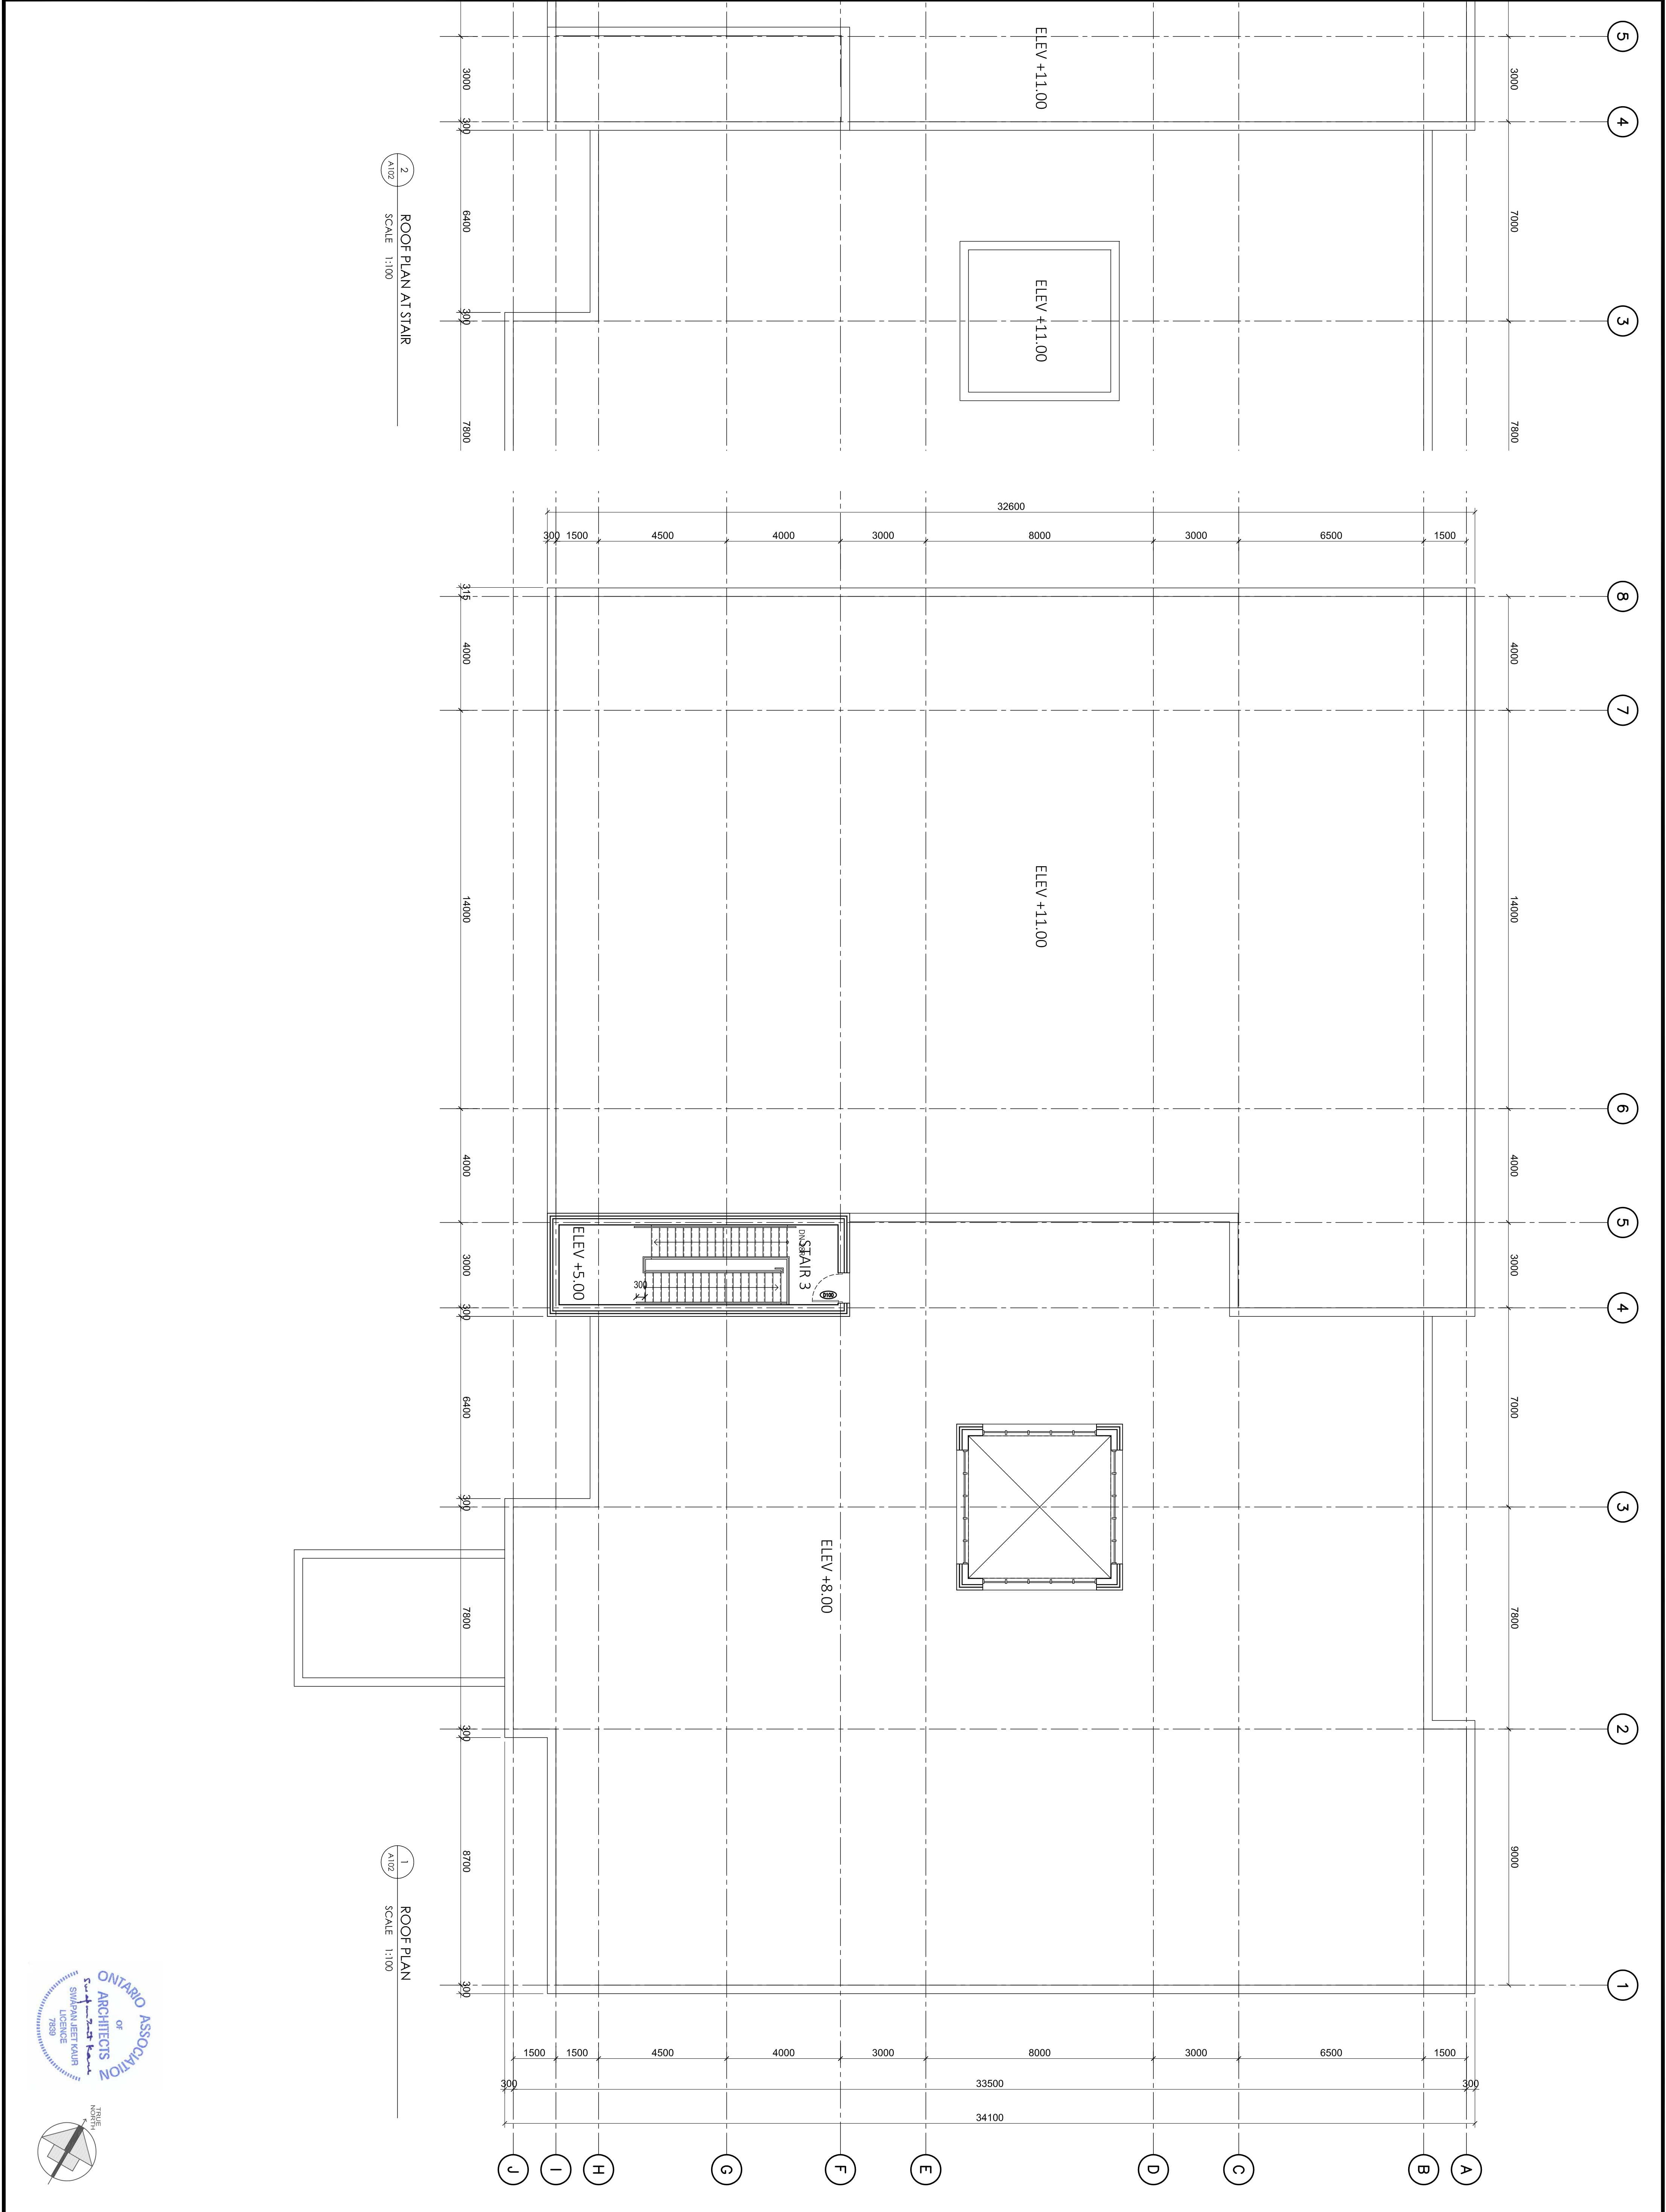 5
4
3
3000
7000
7800
ELEV +11.00
ELEV +11.00
3000
300
6400
300
7800
2
A102
ROOF PLAN AT STAIR
SCALE 1:100
32600
300
1500
4500
4000
3000
8000
3000
6500
1500
8
7
6
5
4
3
2
1
4000
14000
4000
3000
7000
7800
9000
ELEV +11.00
STAIR 3
ELEV +5.00
300
D100
ELEV +8.00
315
4000
14000
4000
3000
300
6400
300
7800
300
8700
300
1500
1500
4500
4000
3000
8000
3000
6500
1500
300
33500
300
34100
J
I
H
G
F
E
D
C
B
A
1
A102
ROOF PLAN
SCALE 1:100
ONTARIO ASSOCIATION
OF
ARCHITECTS
SWAPAN JEET KAUR
LICENCE
7839
TRUE
NORTH